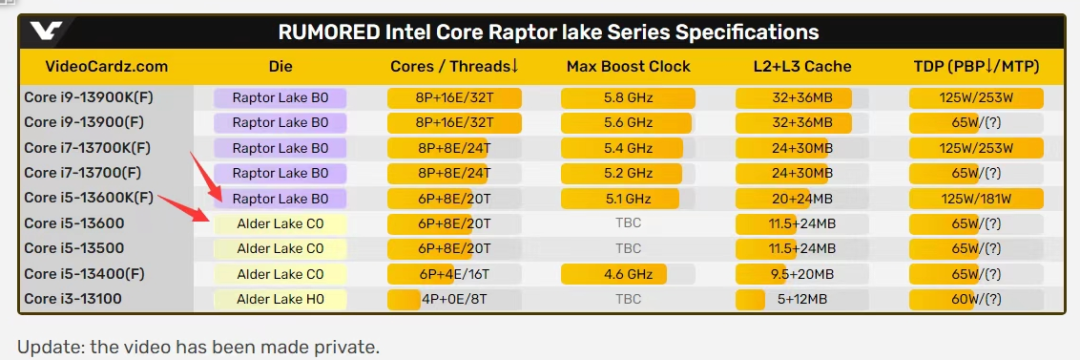 RUMORED Intel Core Raptor lake Series Specifications
VideoCardz.com Die Cores / Threads↓ Max Boost Clock L2+L3 Cache TDP (PBP↓/MTP)
Core i9-13900K(F) Raptor Lake B0 8P+16E/32T 5.8 GHz 32+36MB 125W/253W
Core i9-13900(F) Raptor Lake B0 8P+16E/32T 5.6 GHz 32+36MB 65W/(?)
Core i7-13700K(F) Raptor Lake B0 8P+8E/24T 5.4 GHz 24+30MB 125W/253W
Core i7-13700(F) Raptor Lake B0 8P+8E/24T 5.2 GHz 24+30MB 65W/(?)
Core i5-13600K(F) Raptor Lake B0 6P+8E/20T 5.1 GHz 20+24MB 125W/181W
Core i5-13600 Alder Lake C0 6P+8E/20T TBC 11.5+24MB 65W/(?)
Core i5-13500 Alder Lake C0 6P+8E/20T TBC 11.5+24MB 65W/(?)
Core i5-13400(F) Alder Lake C0 6P+4E/16T 4.6 GHz 9.5+20MB 65W/(?)
Core i3-13100 Alder Lake H0 4P+0E/8T TBC 5+12MB 60W/(?)
Update: the video has been made private.